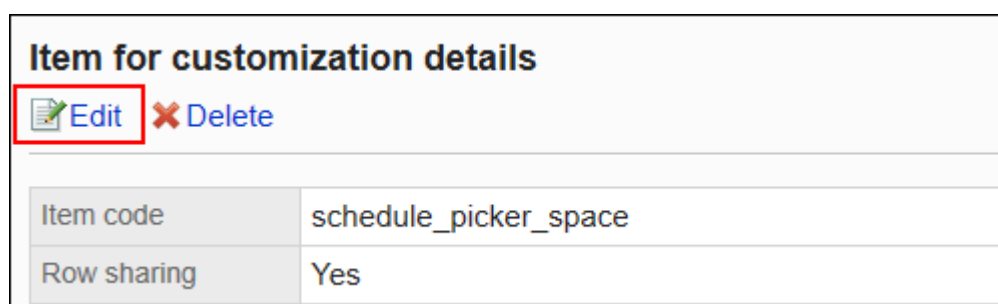 Item for customization details
Edit Delete
Item code schedule_picker_space
Row sharing Yes